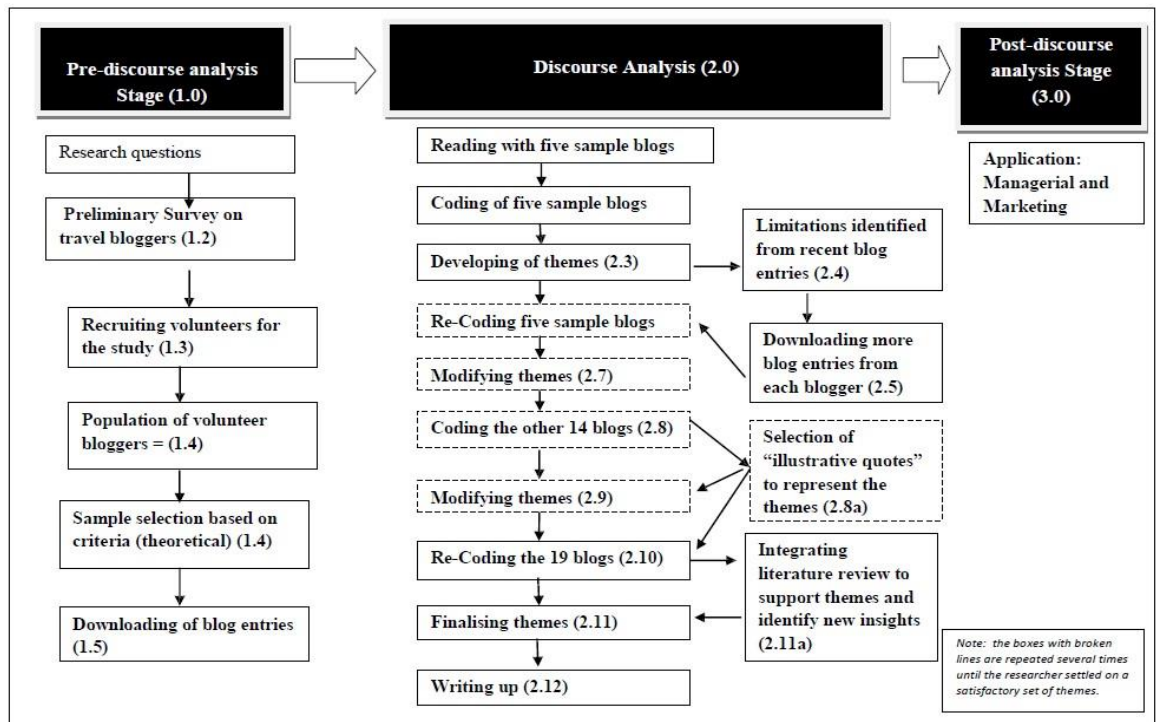 Pre-discourse analysis
Stage (1.0)
Discourse Analysis (2.0)
Post-discourse
analysis Stage
(3.0)
Research questions
Preliminary Survey on
travel bloggers (1.2)
Recruiting volunteers for
the study (1.3)
Population of volunteer
bloggers = (1.4)
Sample selection based on
criteria (theoretical) (1.4)
Downloading of blog entries
(1.5)
Reading with five sample blogs
Coding of five sample blogs
Developing of themes (2.3)
Re-Coding five sample blogs
Modifying themes (2.7)
Coding the other 14 blogs (2.8)
Modifying themes (2.9)
Re-Coding the 19 blogs (2.10)
Finalising themes (2.11)
Writing up (2.12)
Limitations identified
from recent blog
entries (2.4)
Downloading more
blog entries from
each blogger (2.5)
Selection of
“illustrative quotes”
to represent the
themes (2.8a)
Integrating
literature review to
support themes and
identify new insights
(2.11a)
Application:
Managerial and
Marketing
Note: the boxes with broken
lines are repeated several times
until the researcher settled on a
satisfactory set of themes.